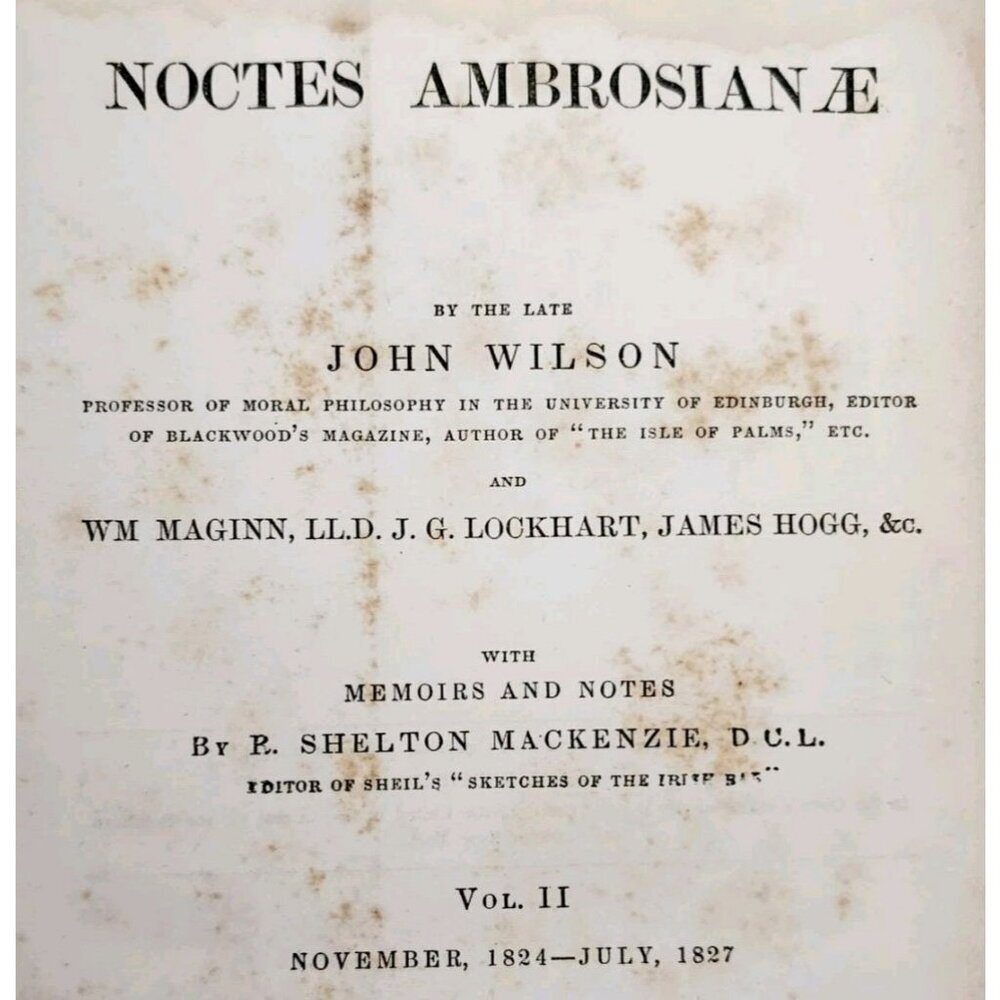 NOCTES AMBROSIANÆ
BY THE LATE
JOHN WILSON
PROFESSOR OF MORAL PHILOSOPHY IN THE UNIVERSITY OF EDINBURGH, EDITOR
OF BLACKWOOD'S MAGAZINE, AUTHOR OF "THE ISLE OF PALMS," ETC.
AND
WM MAGINN, LL.D. J. G. LOCKHART, JAMES HOGG, &c.
WITH
MEMOIRS AND NOTES
BY R. SHELTON MACKENZIE, D.C.L.
EDITOR OF SHEIL'S "SKETCHES OF THE IRISH BAR"
VOL. II
NOVEMBER, 1824—JULY, 1827